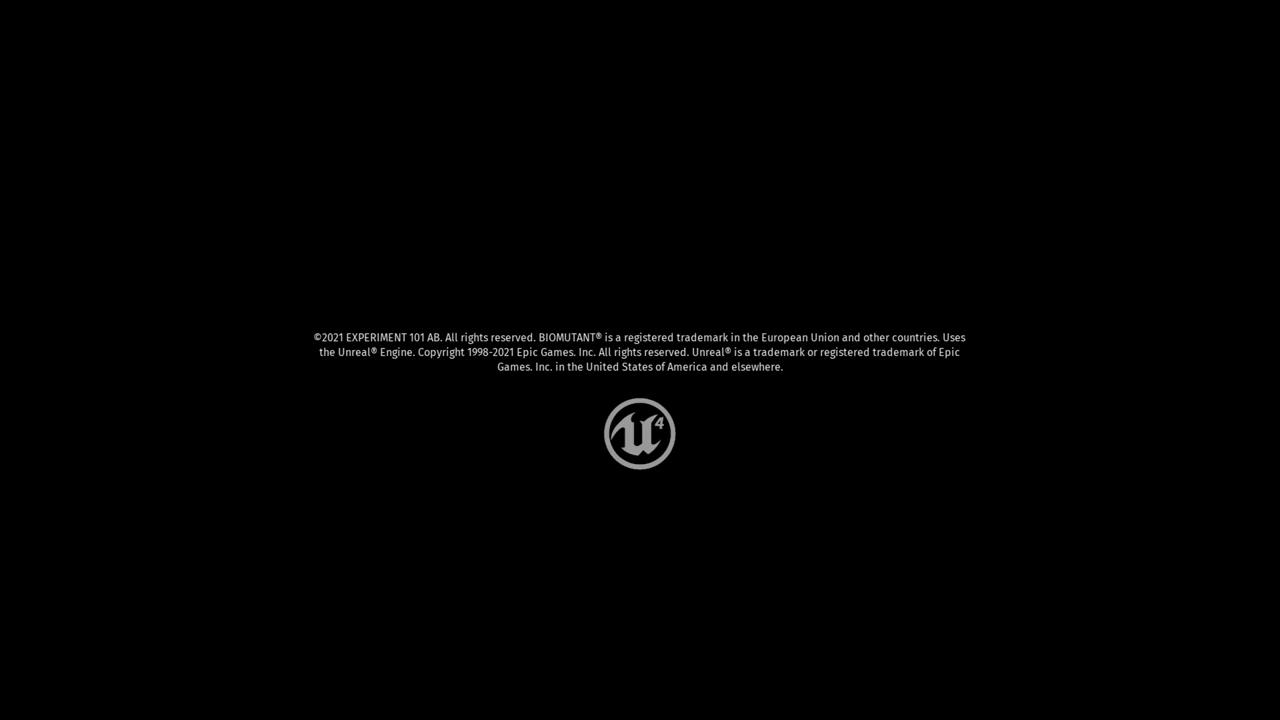 ©2021 EXPERIMENT 101 AB. All rights reserved. BIOMUTANT® is a registered trademark in the European Union and other countries. Uses
the Unreal® Engine. Copyright 1998-2021 Epic Games. Inc. All rights reserved. Unreal® is a trademark or registered trademark of Epic
Games. Inc. in the United States of America and elsewhere.
U4